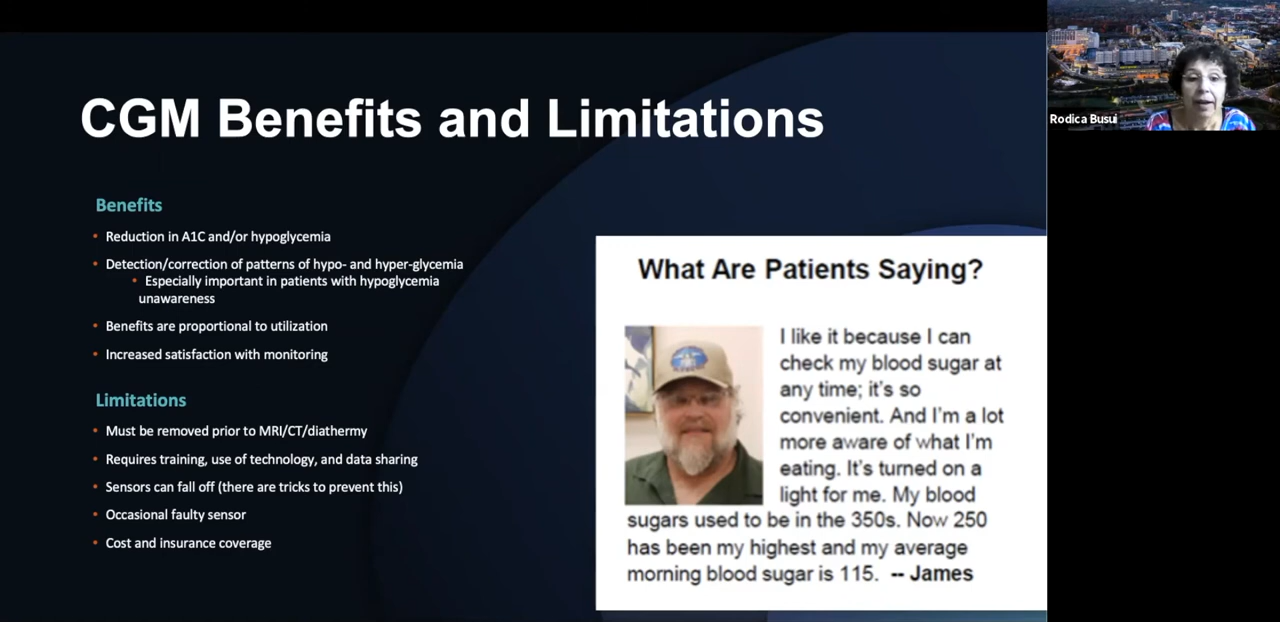 CGM Benefits and Limitations
Benefits
• Reduction in A1C and/or hypoglycemia
• Detection/correction of patterns of hypo- and hyper-glycemia
• Especially important in patients with hypoglycemia
unawareness
• Benefits are proportional to utilization
• Increased satisfaction with monitoring
Limitations
• Must be removed prior to MRI/CT/diathermy
• Requires training, use of technology, and data sharing
• Sensors can fall off (there are tricks to prevent this)
• Occasional faulty sensor
• Cost and insurance coverage
What Are Patients Saying?
I like it because I can
check my blood sugar at
any time; it's so
convenient. And I'm a lot
more aware of what I'm
eating. It's turned on a
light for me. My blood
sugars used to be in the 350s. Now 250
has been my highest and my average
morning blood sugar is 115. -- James
Rodica Busui